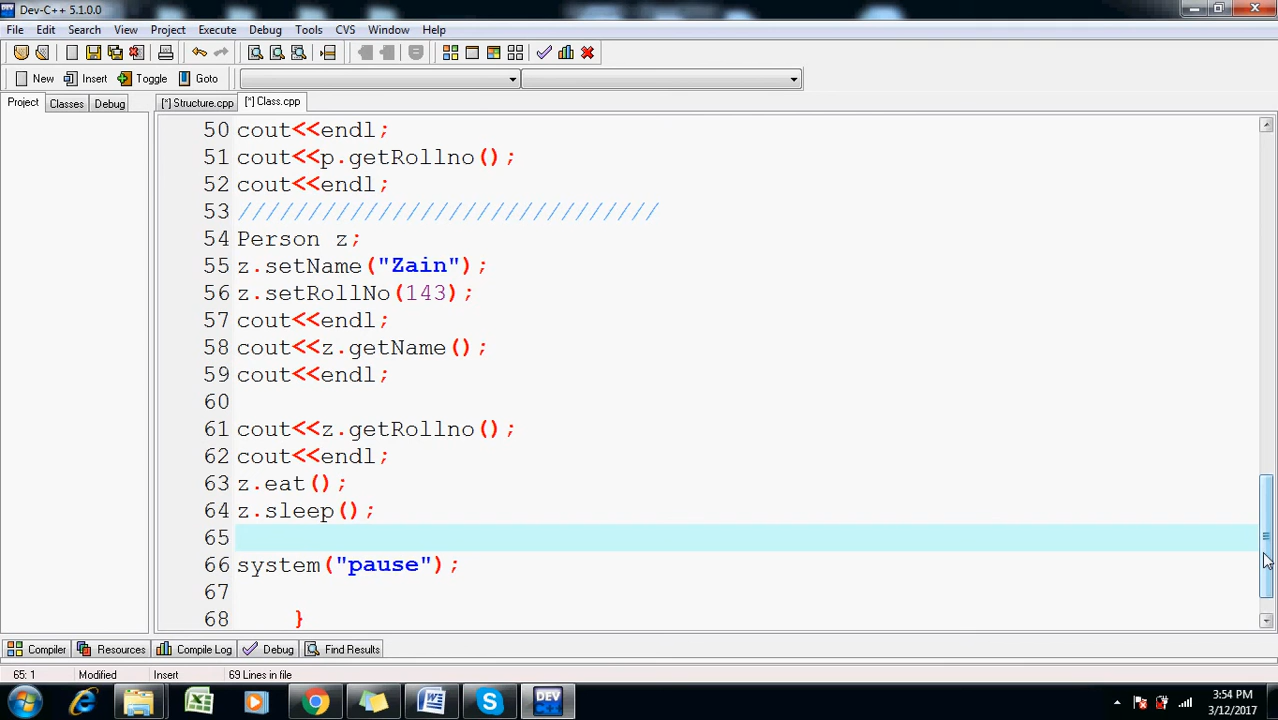 Dev-C++ 5.1.0.0
File Edit Search View Project Execute Debug Tools CVS Window Help
New Insert Toggle Goto
Project Classes Debug [*] Structure.cpp [*] Class.cpp
50 cout<<endl;
51 cout<<p.getRollno();
52 cout<<endl;
53 //////////////////////////////
54 Person z;
55 z.setName("Zain");
56 z.setRollNo(143);
57 cout<<endl;
58 cout<<z.getName();
59 cout<<endl;
60
61 cout<<z.getRollno();
62 cout<<endl;
63 z.eat();
64 z.sleep();
65
66 system("pause");
67
68 }
Compiler Resources Compile Log Debug Find Results
65: 1 Modified Insert 69 Lines in file
3:54 PM
3/12/2017